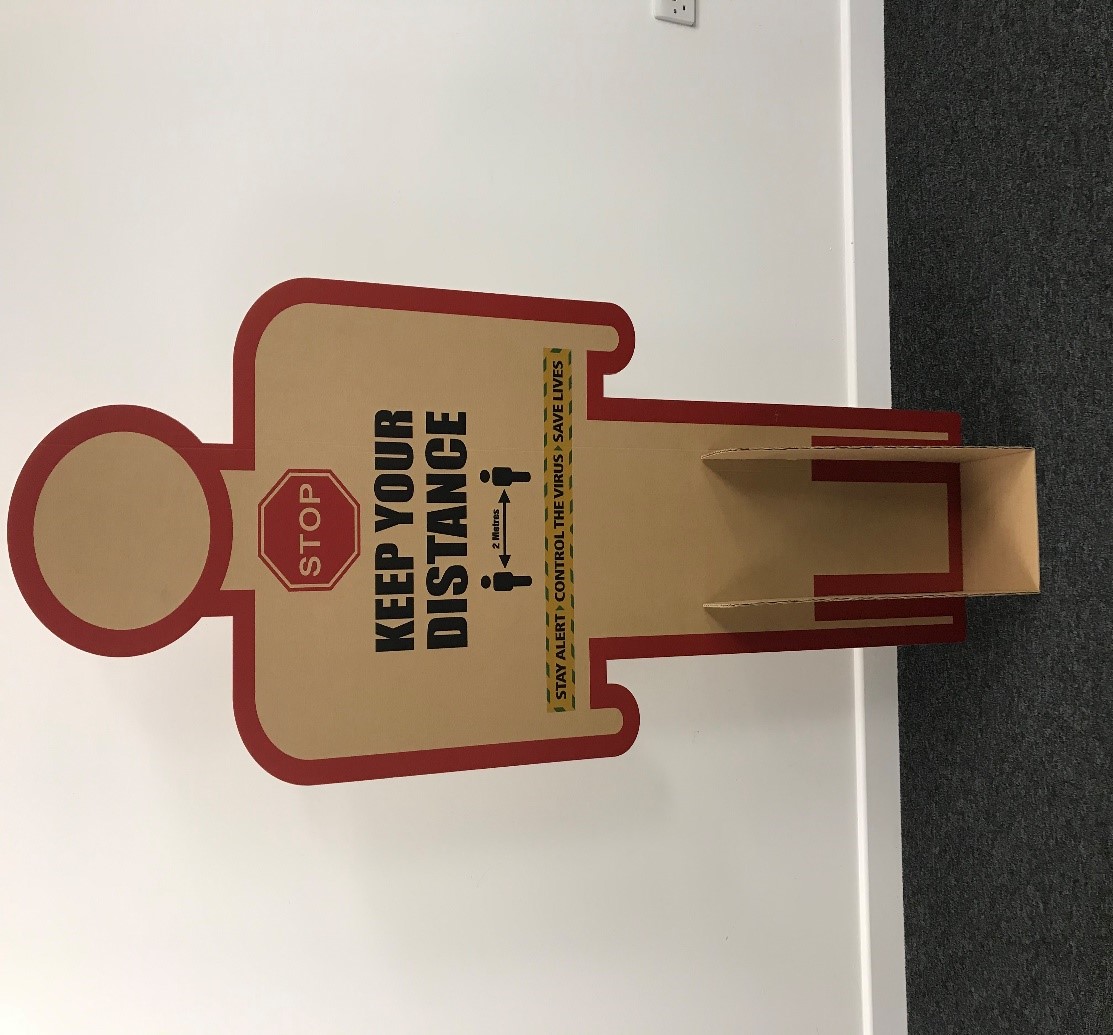 STOP
KEEP YOUR
DISTANCE
2 Metres
STAY ALERT CONTROL THE VIRUS SAVE LIVES